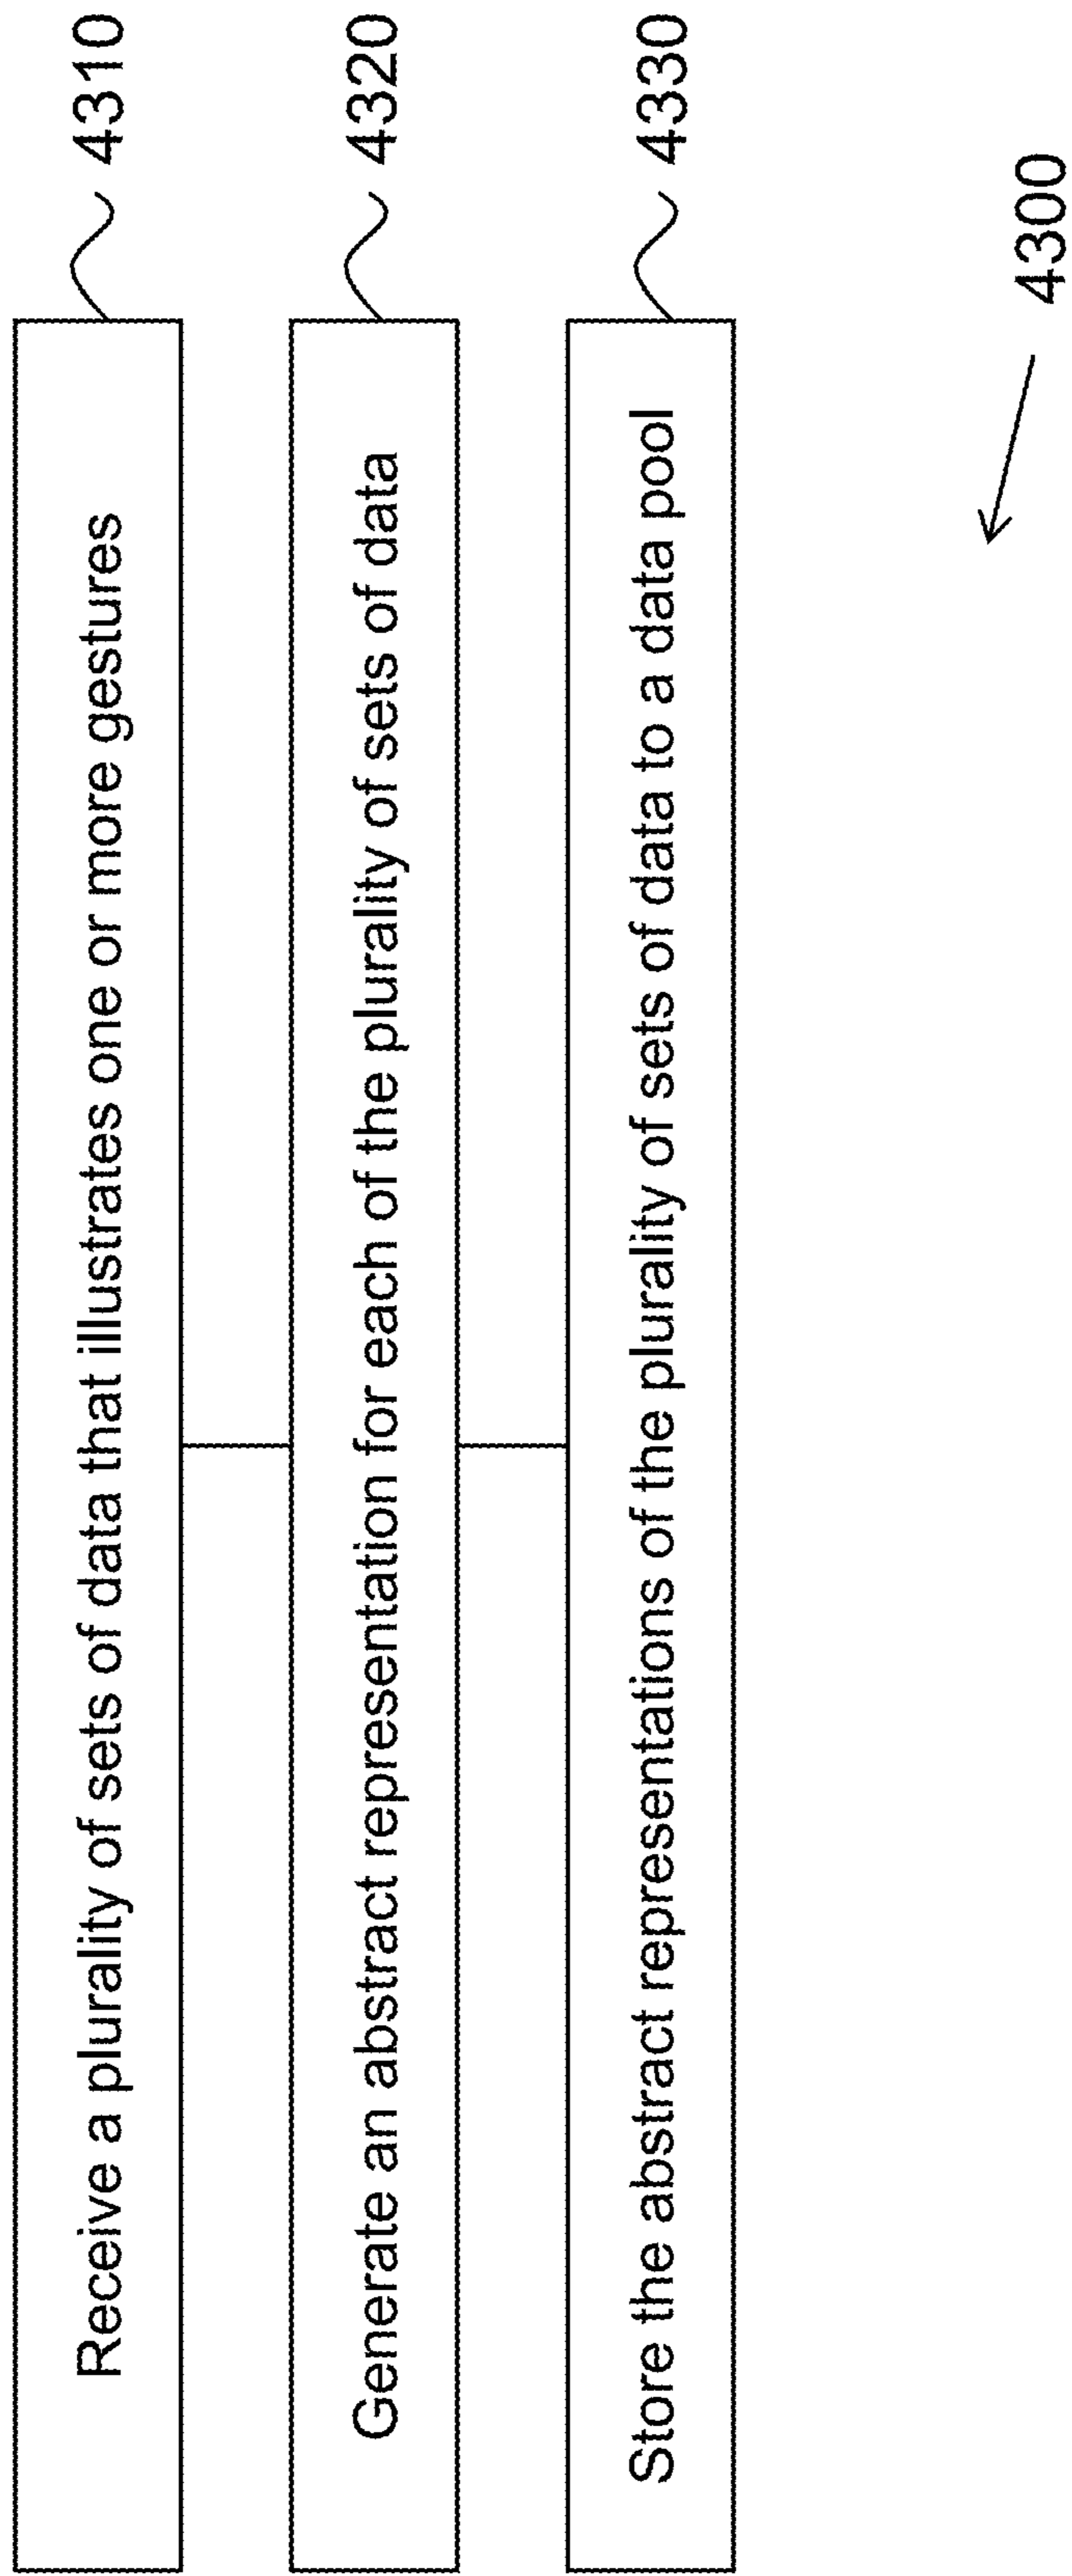 Receive a plurality of sets of data that illustrates one or more gestures
4310
Generate an abstract representation for each of the plurality of sets of data
4320
Store the abstract representations of the plurality of sets of data to a data pool
4330
4300